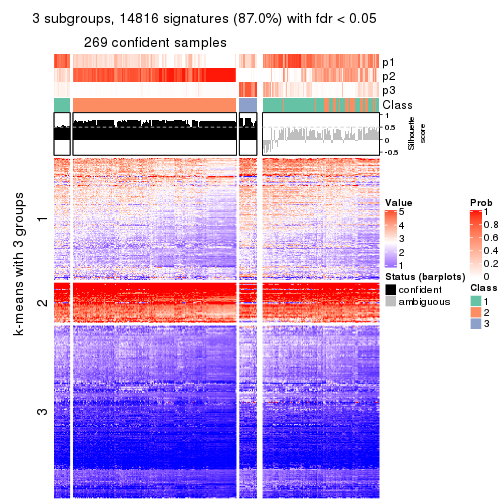 3 subgroups, 14816 signatures (87.0%) with fdr < 0.05
269 confident samples
p1
p2
p3
Class
1
0.5
0
-0.5
Silhouette
score
k-means with 3 groups
1
2
3
Value
5
4
3
2
1
Prob
1
0.8
0.6
0.4
0.2
0
Status (barplots)
confident
ambiguous
Class
1
2
3